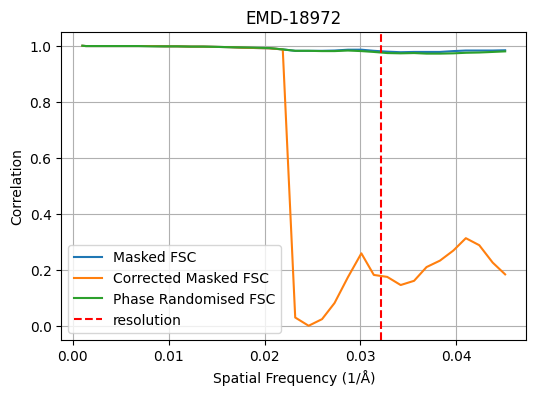 EMD-18972
1.0
0.8
0.6
0.4
0.2
0.0
Correlation
Masked FSC
Corrected Masked FSC
Phase Randomised FSC
resolution
0.00
0.01
0.02
0.03
0.04
Spatial Frequency (1/Å)